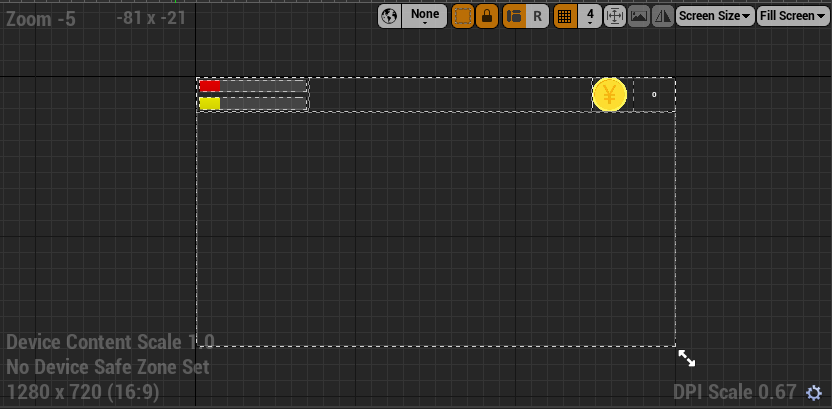 Zoom -5
-81 x -21
None
R
4
Screen Size
Fill Screen
¥
0
Device Content Scale 1.0
No Device Safe Zone Set
1280 x 720 (16:9)
DPI Scale 0.67